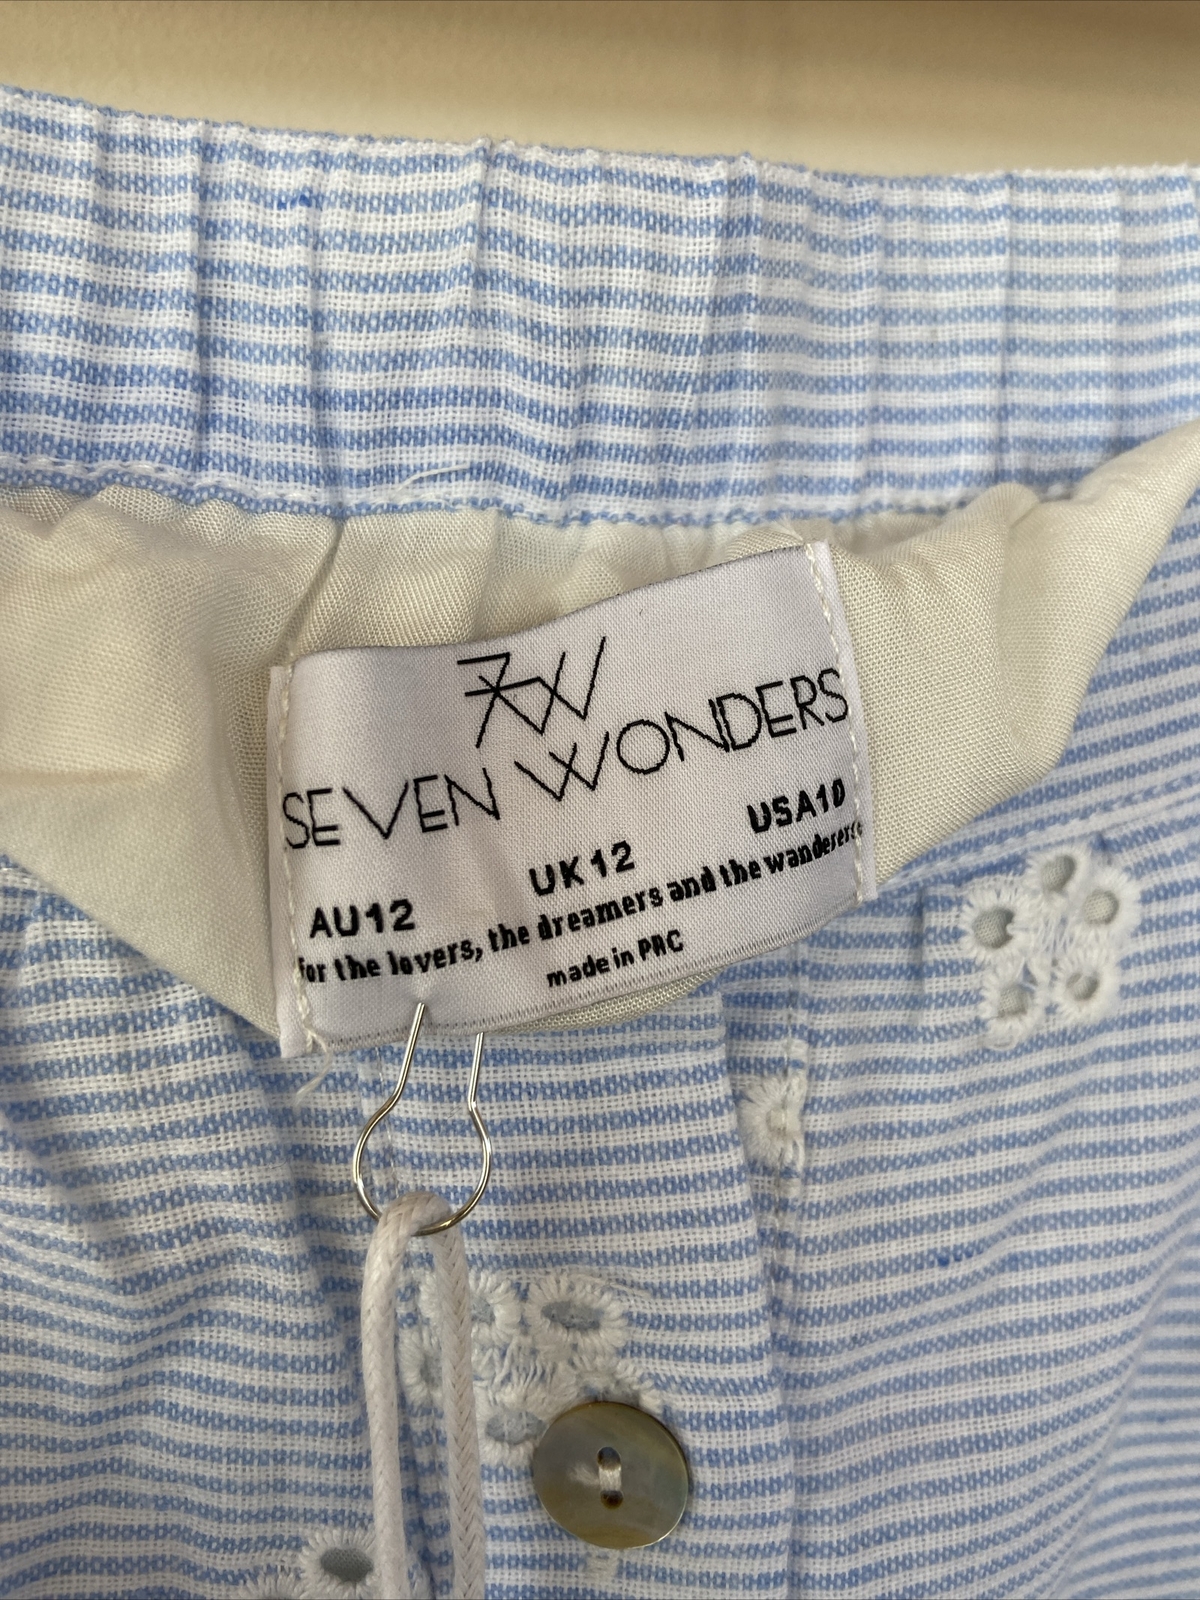 7W
SEVEN WONDERS
AU12 UK12 USA10
for the lovers, the dreamers and the wanderers
made in PRC